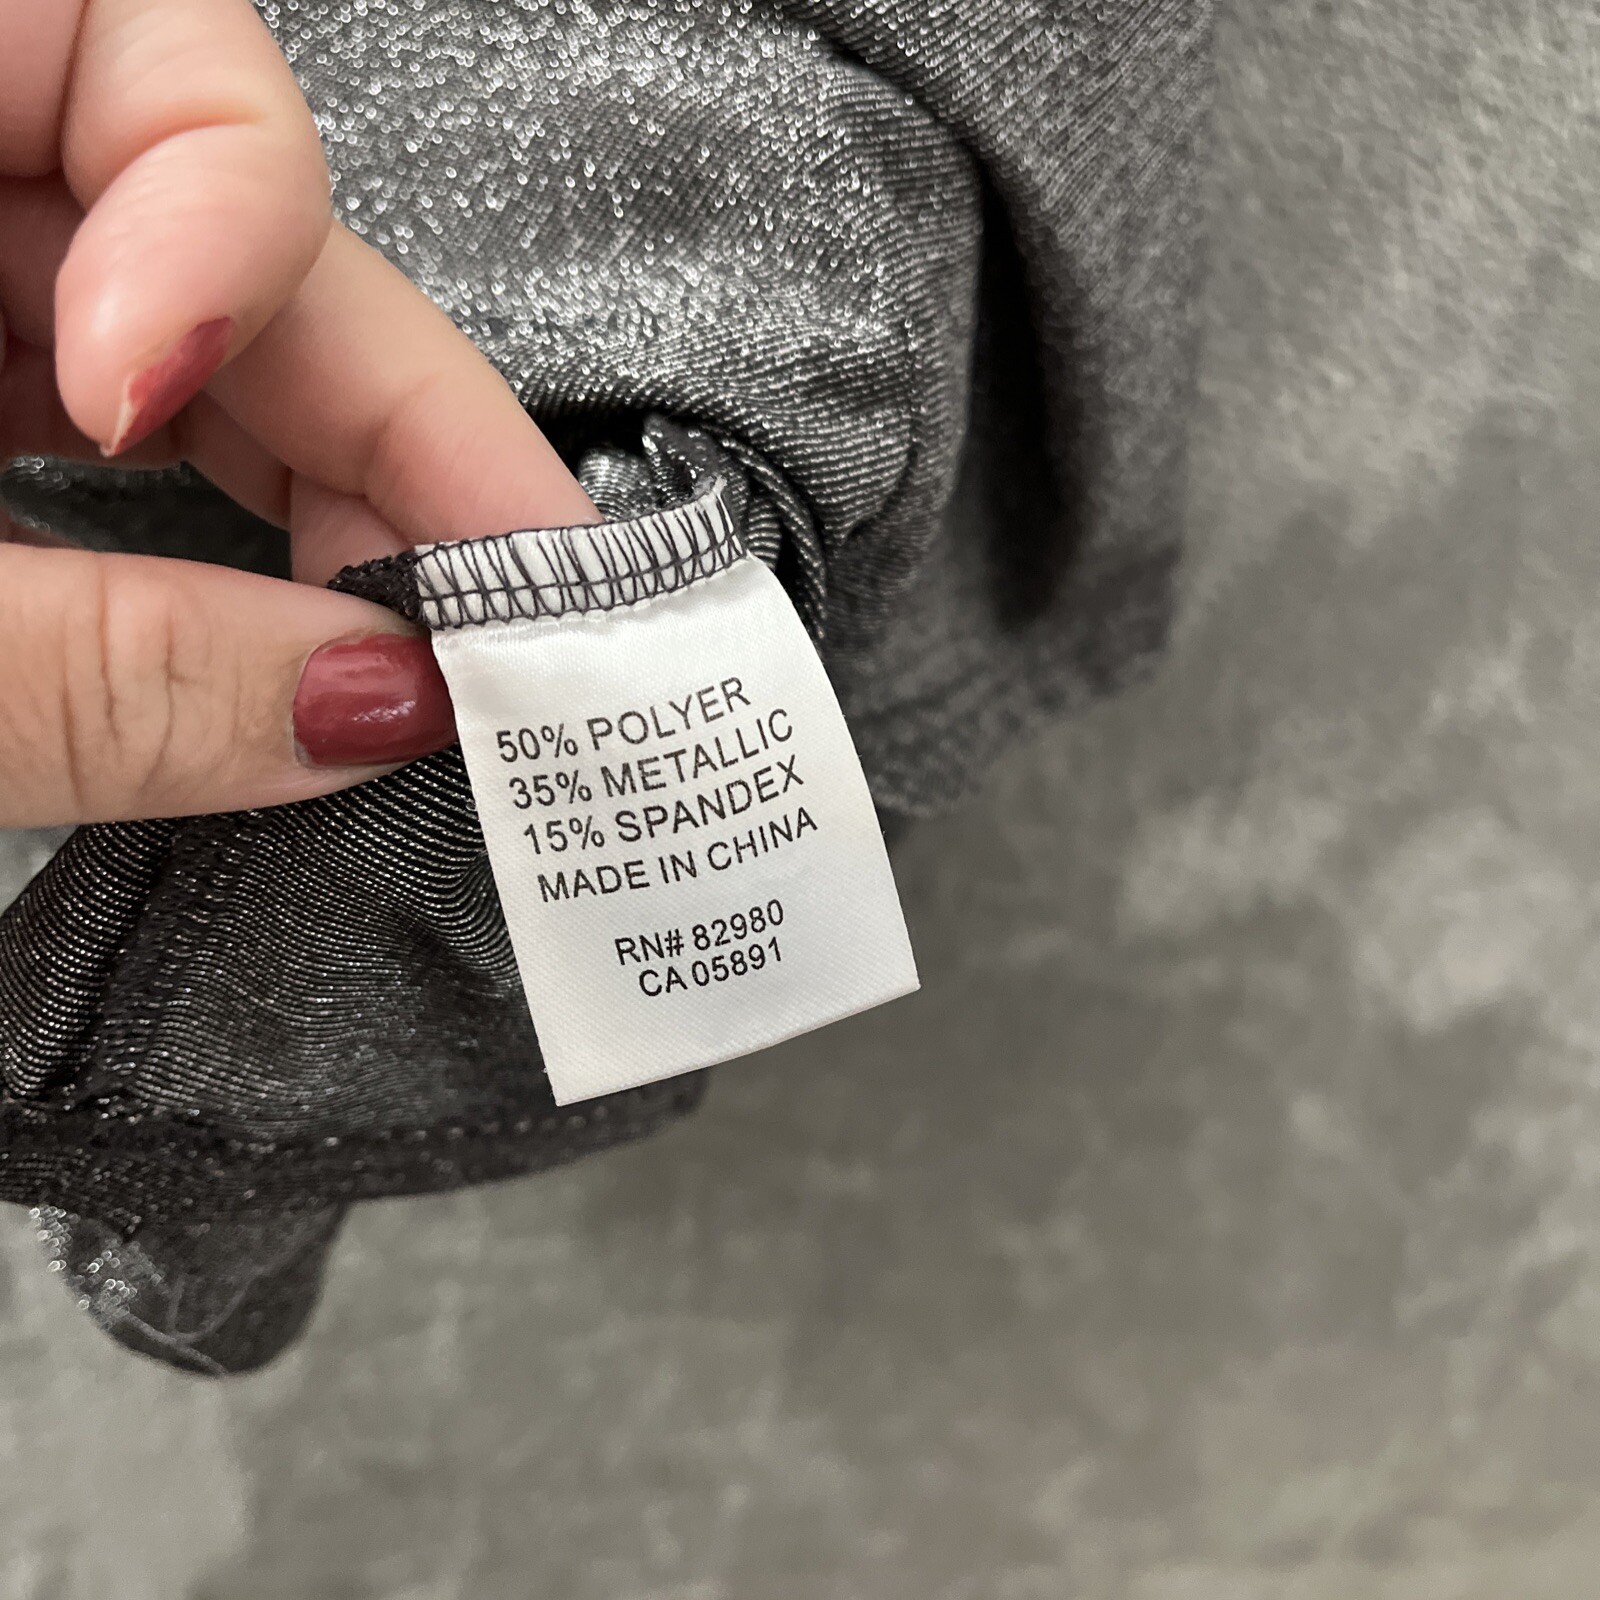 50% POLYER
35% METALLIC
15% SPANDEX
MADE IN CHINA
RN# 82980
CA 05891